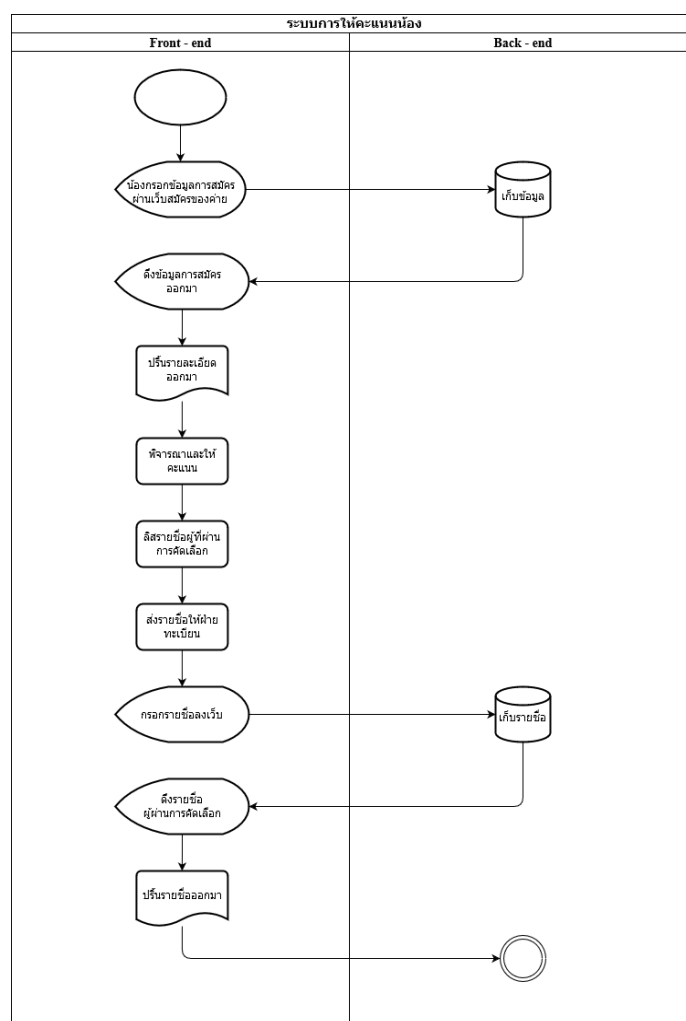 ระบบการให้คะแนนน้อง
Front - end
Back - end
น้องกรอกข้อมูลการสมัคร
ผ่านเว็บสมัครของค่าย
เก็บข้อมูล
ดึงข้อมูลการสมัคร
ออกมา
ปริ้นรายละเอียด
ออกมา
พิจารณาและให้
คะแนน
ลิสรายชื่อผู้ที่ผ่าน
การคัดเลือก
ส่งรายชื่อให้ฝ่าย
ทะเบียน
กรอกรายชื่อลงเว็บ
เก็บรายชื่อ
ดึงรายชื่อ
ผู้ผ่านการคัดเลือก
ปริ้นรายชื่อออกมา